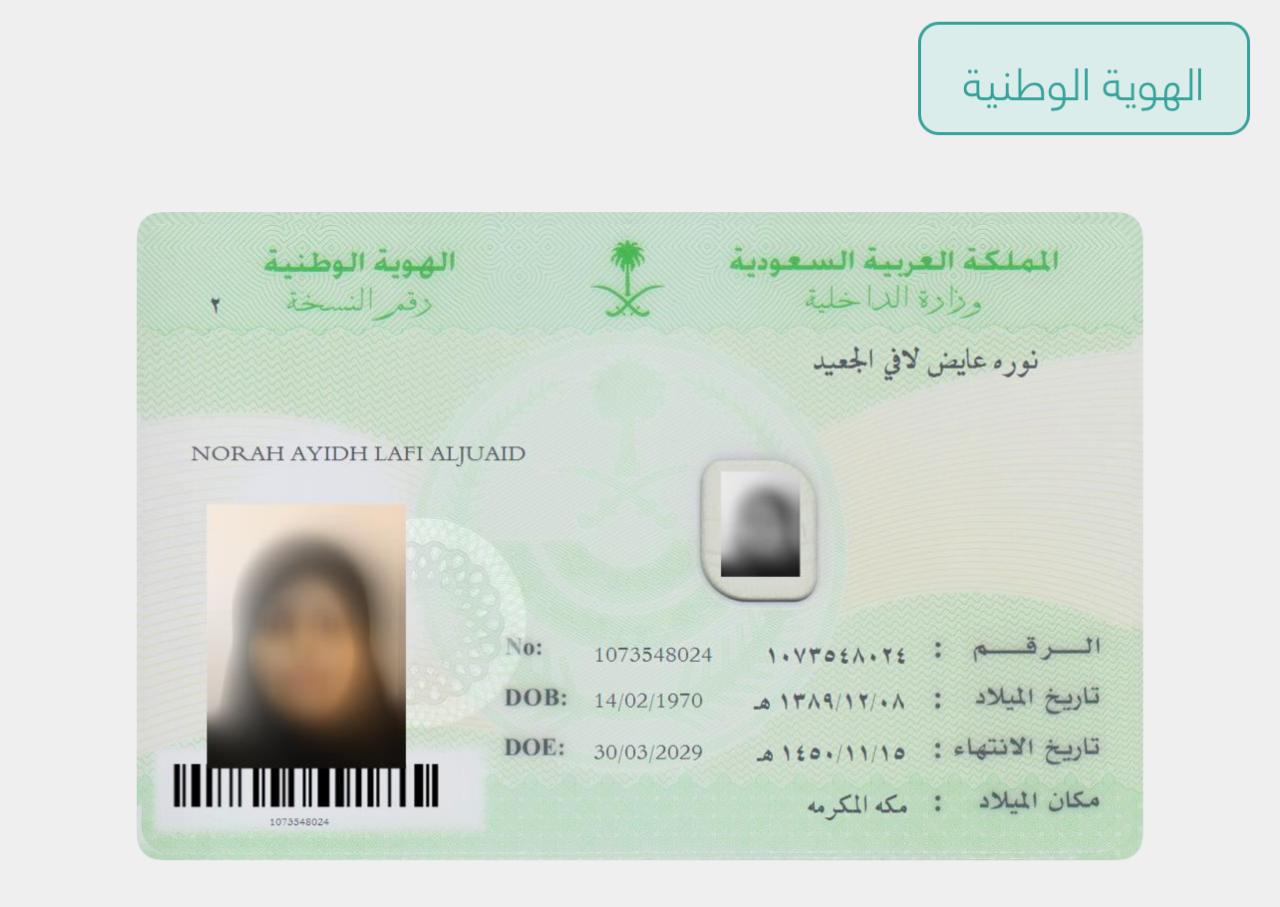 الهوية الوطنية
المملكة العربية السعودية
الهوية الوطنية
وزارة الداخلية
رقم النسخة ٢
نوره عايض لافي الجعيد
NORAH AYIDH LAFI ALJUAID
الـــرقـــم : ١٠٧٣٥٤٨٠٢٤
No: 1073548024
تاريخ الميلاد : ١٣٨٩/١٢/٠٨ هـ
DOB: 14/02/1970
تاريخ الانتهاء : ١٤٥٠/١١/١٥ هـ
DOE: 30/03/2029
مكان الميلاد : مكه المكرمه
1073548024